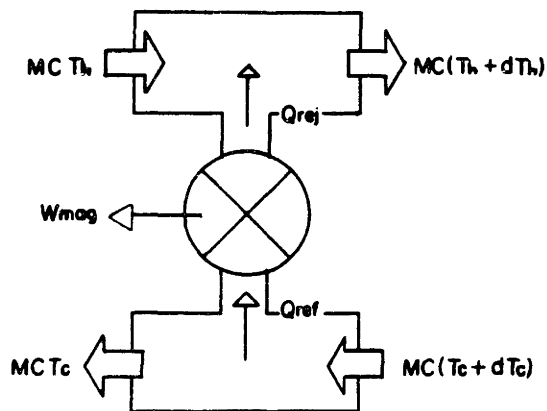 MC Th
MC(Th + dTh)
Qrej
Wmag
Qref
MC Tc
MC(Tc + dTc)